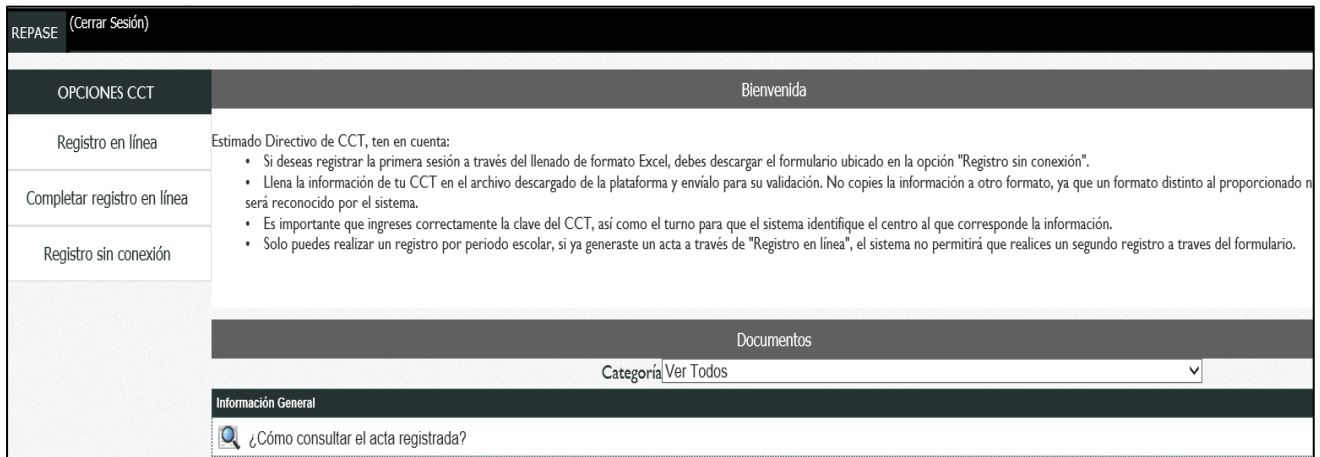 REPASE (Cerrar Sesión)
OPCIONES CCT
Registro en línea
Completar registro en línea
Registro sin conexión
Bienvenida
Estimado Directivo de CCT, ten en cuenta:
• Si deseas registrar la primera sesión a través del llenado de formato Excel, debes descargar el formulario ubicado en la opción "Registro sin conexión".
• Llena la información de tu CCT en el archivo descargado de la plataforma y envíalo para su validación. No copies la información a otro formato, ya que un formato distinto al proporcionado n
será reconocido por el sistema.
• Es importante que ingreses correctamente la clave del CCT, así como el turno para que el sistema identifique el centro al que corresponde la información.
• Solo puedes realizar un registro por periodo escolar, si ya generaste un acta a través de "Registro en línea", el sistema no permitirá que realices un segundo registro a traves del formulario.
Documentos
Categoría Ver Todos
Información General
¿Cómo consultar el acta registrada?